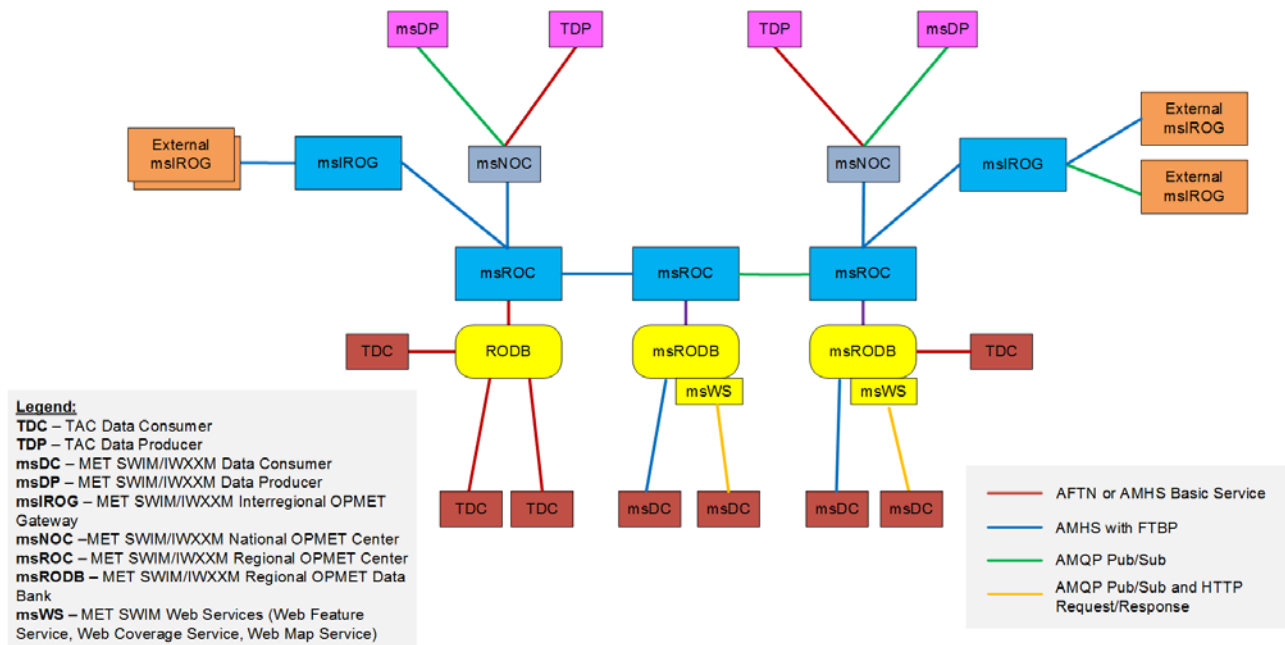 msDP
TDP
TDP
msDP
External
msIROG
msIROG
msNOC
msNOC
msIROG
External
msIROG
External
msIROG
msROC
msROC
msROC
TDC
RODB
msRODB
msWS
msRODB
msWS
TDC
TDC
TDC
msDC
msDC
msDC
msDC
Legend:
TDC – TAC Data Consumer
TDP – TAC Data Producer
msDC – MET SWIM/IWXXM Data Consumer
msDP – MET SWIM/IWXXM Data Producer
msIROG – MET SWIM/IWXXM Interregional OPMET
Gateway
msNOC –MET SWIM/IWXXM National OPMET Center
msROC – MET SWIM/IWXXM Regional OPMET Center
msRODB – MET SWIM/IWXXM Regional OPMET Data
Bank
msWS – MET SWIM Web Services (Web Feature
Service, Web Coverage Service, Web Map Service)
AFTN or AMHS Basic Service
AMHS with FTBP
AMQP Pub/Sub
AMQP Pub/Sub and HTTP
Request/Response